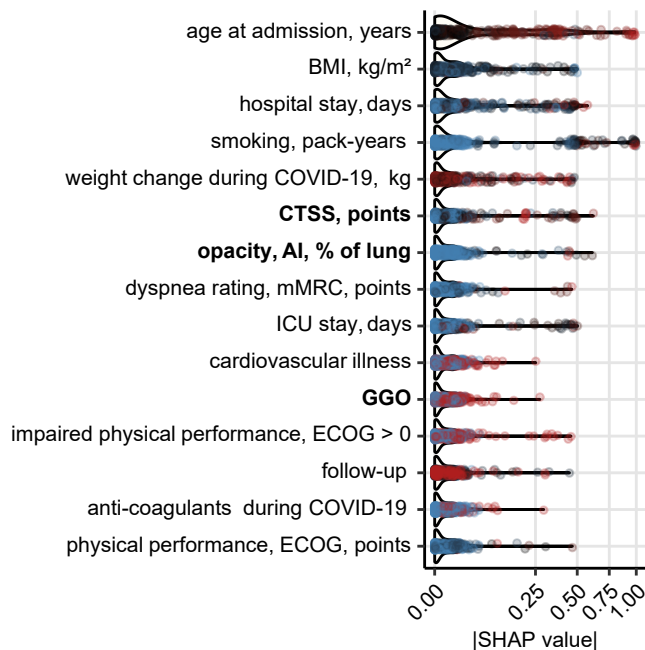 age at admission, years
BMI, kg/m²
hospital stay, days
smoking, pack-years
weight change during COVID-19, kg
CTSS, points
opacity, AI, % of lung
dyspnea rating, mMRC, points
ICU stay, days
cardiovascular illness
GGO
impaired physical performance, ECOG > 0
follow-up
anti-coagulants during COVID-19
physical performance, ECOG, points
0.00 0.25 0.50 0.75 1.00
|SHAP value|